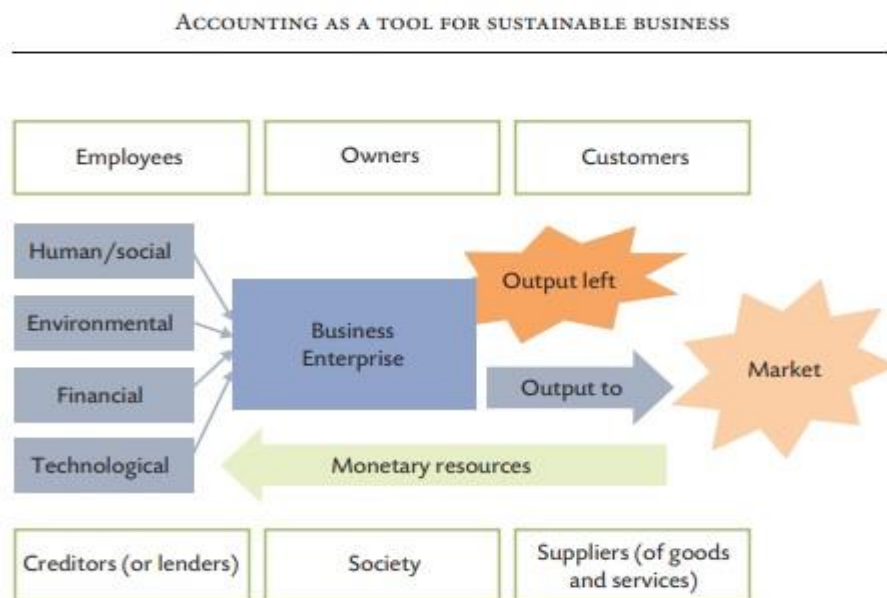 ACCOUNTING AS A TOOL FOR SUSTAINABLE BUSINESS
Employees
Owners
Customers
Human/social
Environmental
Financial
Technological
Business
Enterprise
Output left
Output to
Market
Monetary resources
Creditors (or lenders)
Society
Suppliers (of goods
and services)